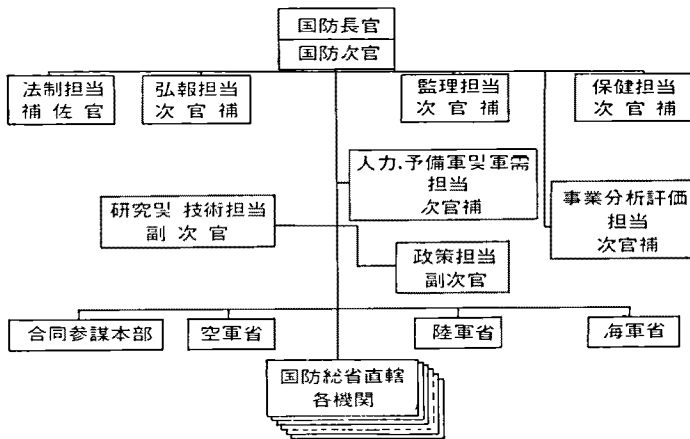 国防長官
国防次官
法制担当
補佐官
弘報担当
次官補
監理担当
次官補
保健担当
次官補
人力.予備軍및軍需
担当
次官補
研究및 技術担当
副次官
事業分析評価
担当
次官補
政策担当
副次官
合同参謀本部
空軍省
陸軍省
海軍省
国防総省直轄
各機関